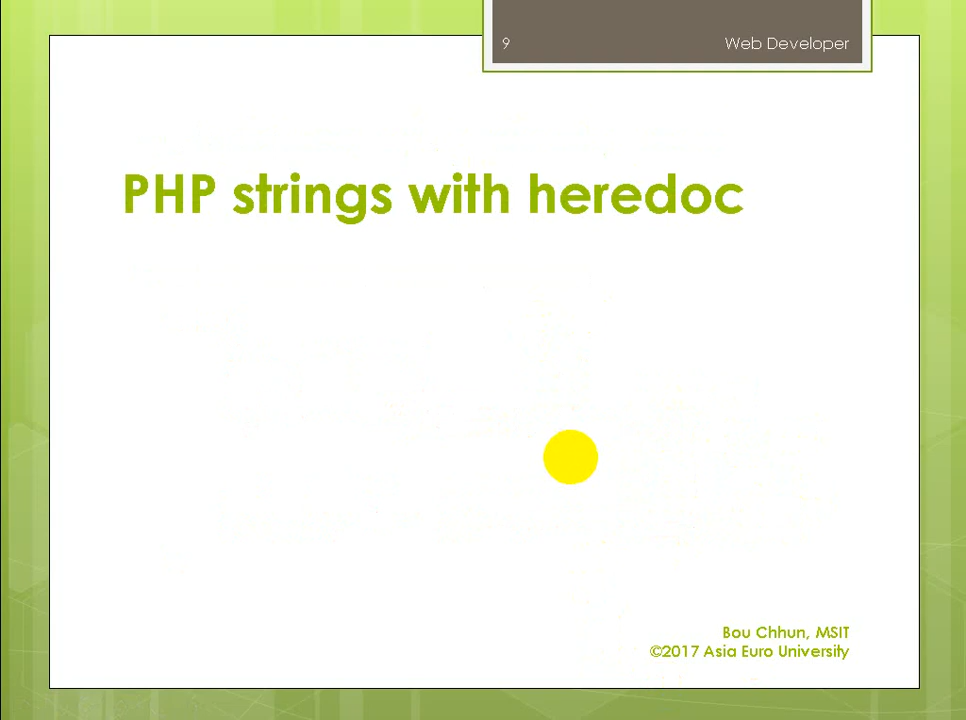 9 Web Developer
PHP strings with heredoc
Bou Chhun, MSIT
©2017 Asia Euro University